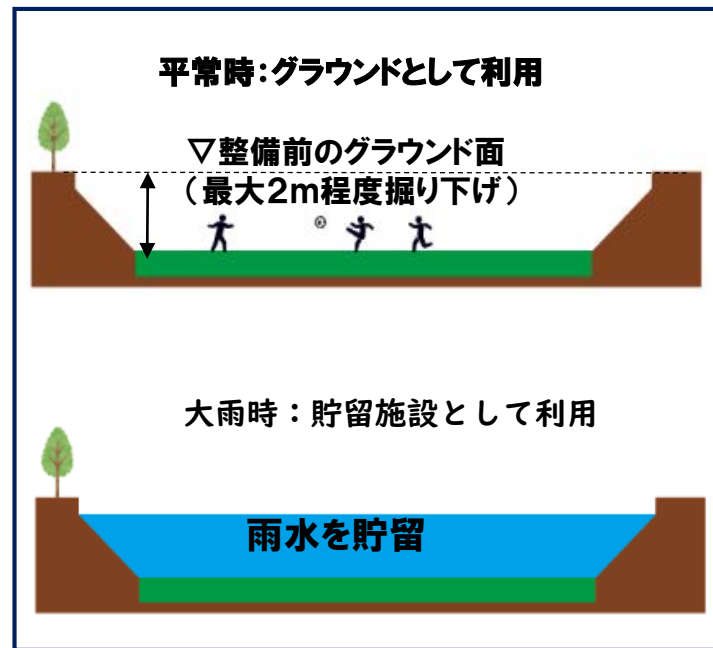 平常時：グラウンドとして利用
▽整備前のグラウンド面
（最大２ｍ程度掘り下げ）
大雨時：貯留施設として利用
雨水を貯留